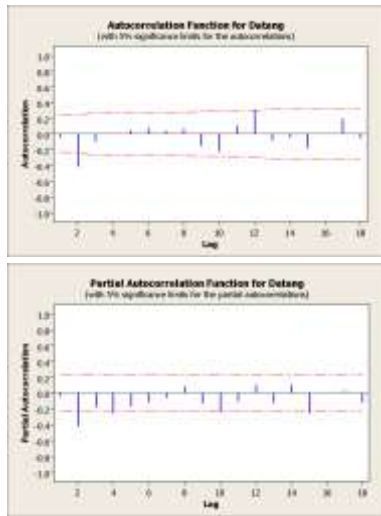 Autocorrelation Function for Datang
(with 5% significance limits for the autocorrelations)
1.0
0.8
0.6
0.4
0.2
0.0
-0.2
-0.4
-0.6
-0.8
-1.0
Autocorrelation
2 4 6 8 10 12 14 16 18
Lag
Partial Autocorrelation Function for Datang
(with 5% significance limits for the partial autocorrelations)
1.0
0.8
0.6
0.4
0.2
0.0
-0.2
-0.4
-0.6
-0.8
-1.0
Partial Autocorrelation
2 4 6 8 10 12 14 16 18
Lag